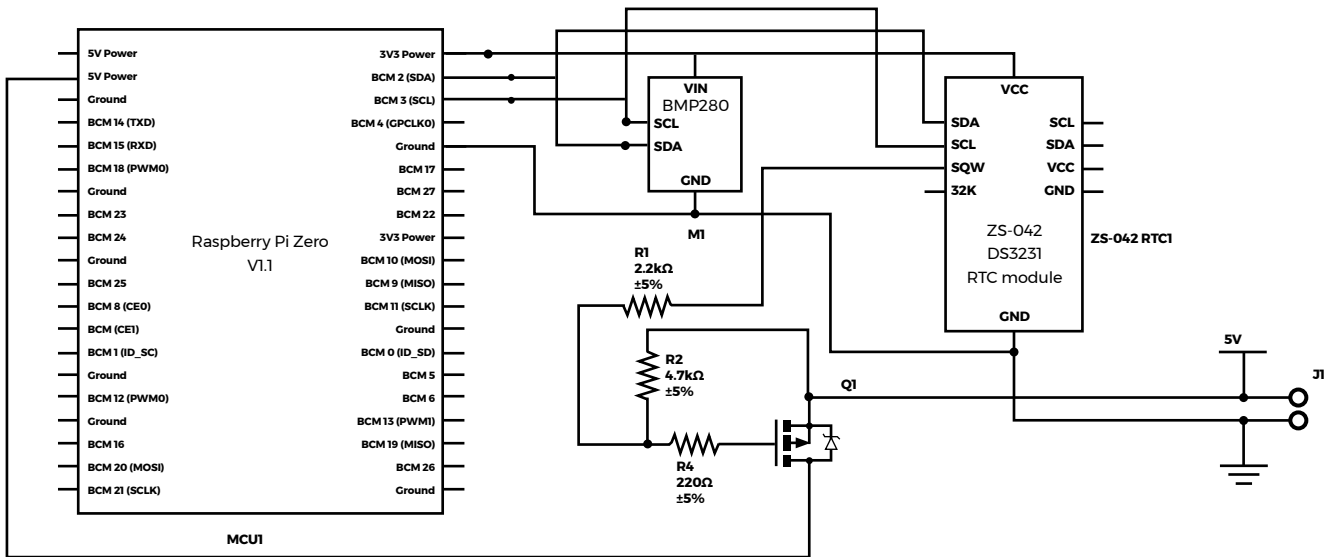 5V Power
5V Power
Ground
BCM 14 (TXD)
BCM 15 (RXD)
BCM 18 (PWM0)
Ground
BCM 23
BCM 24
Ground
BCM 25
BCM 8 (CE0)
BCM (CE1)
BCM 1 (ID_SC)
Ground
BCM 12 (PWM0)
Ground
BCM 16
BCM 20 (MOSI)
BCM 21 (SCLK)
Raspberry Pi Zero
V1.1
3V3 Power
BCM 2 (SDA)
BCM 3 (SCL)
BCM 4 (GPCLK0)
Ground
BCM 17
BCM 27
BCM 22
3V3 Power
BCM 10 (MOSI)
BCM 9 (MISO)
BCM 11 (SCLK)
Ground
BCM 0 (ID_SD)
BCM 5
BCM 6
BCM 13 (PWM1)
BCM 19 (MISO)
BCM 26
Ground
MCU1
VIN
BMP280
SCL
SDA
GND
M1
R1
2.2kΩ
±5%
R2
4.7kΩ
±5%
R4
220Ω
±5%
Q1
VCC
SDA
SCL
SQW
32K
SCL
SDA
VCC
GND
ZS-042
DS3231
RTC module
GND
ZS-042 RTC1
5V
J1